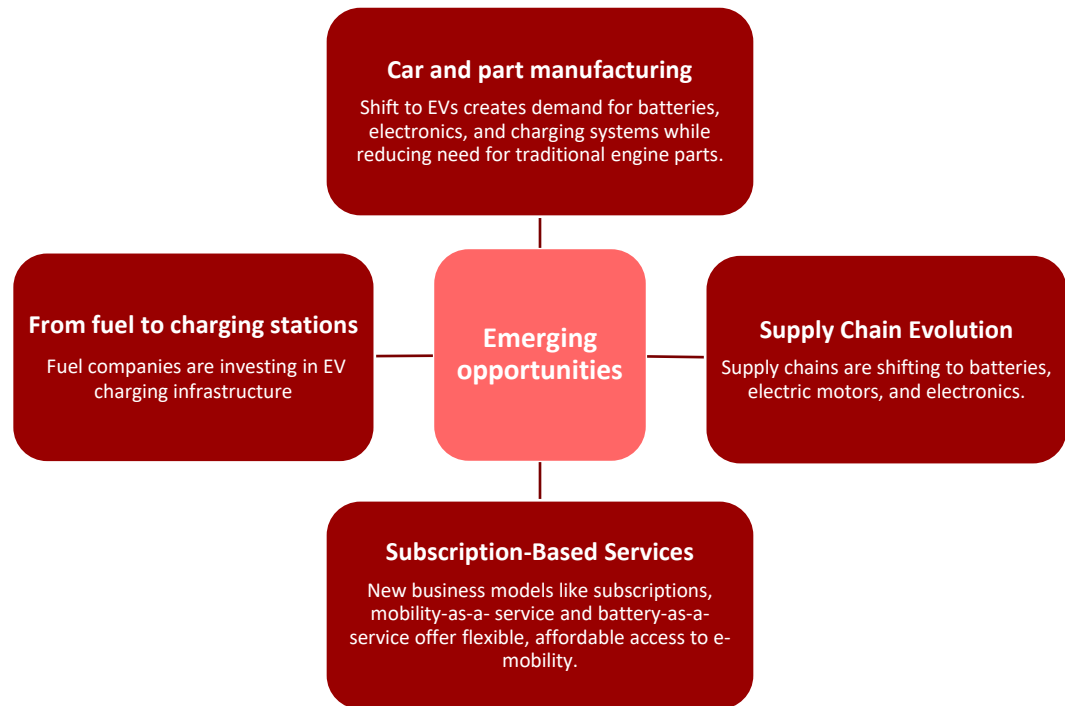 Car and part manufacturing
Shift to EVs creates demand for batteries,
electronics, and charging systems while
reducing need for traditional engine parts.
From fuel to charging stations
Fuel companies are investing in EV
charging infrastructure
Emerging
opportunities
Supply Chain Evolution
Supply chains are shifting to batteries,
electric motors, and electronics.
Subscription-Based Services
New business models like subscriptions,
mobility-as-a- service and battery-as-a-
service offer flexible, affordable access to e-
mobility.